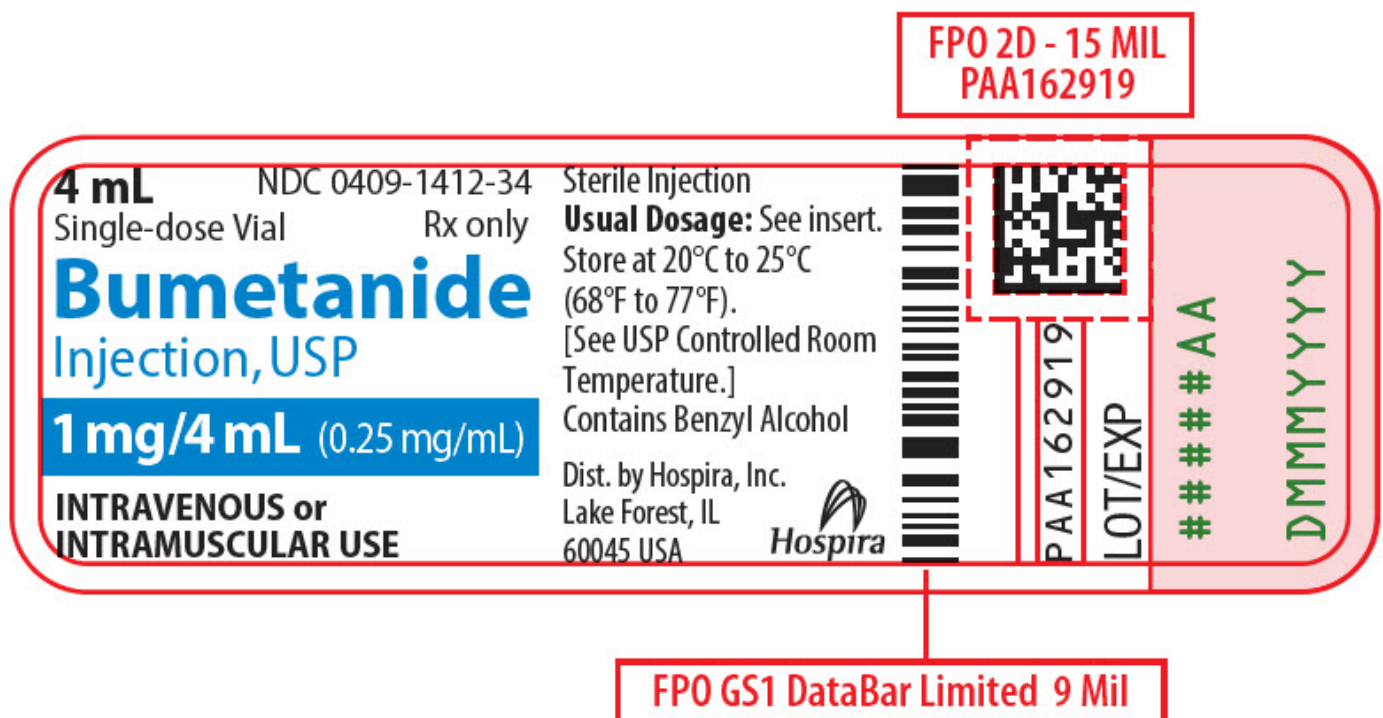 FPO 2D - 15 MIL
PAA162919
4 mL NDC 0409-1412-34
Single-dose Vial Rx only
Bumetanide
Injection, USP
1 mg/4 mL (0.25 mg/mL)
INTRAVENOUS or
INTRAMUSCULAR USE
Sterile Injection
Usual Dosage: See insert.
Store at 20°C to 25°C
(68°F to 77°F).
[See USP Controlled Room
Temperature.]
Contains Benzyl Alcohol
Dist. by Hospira, Inc.
Lake Forest, IL
60045 USA
Hospira
PAA162919
LOT/EXP
#####AA
DMMMYYYY
FPO GS1 DataBar Limited 9 Mil